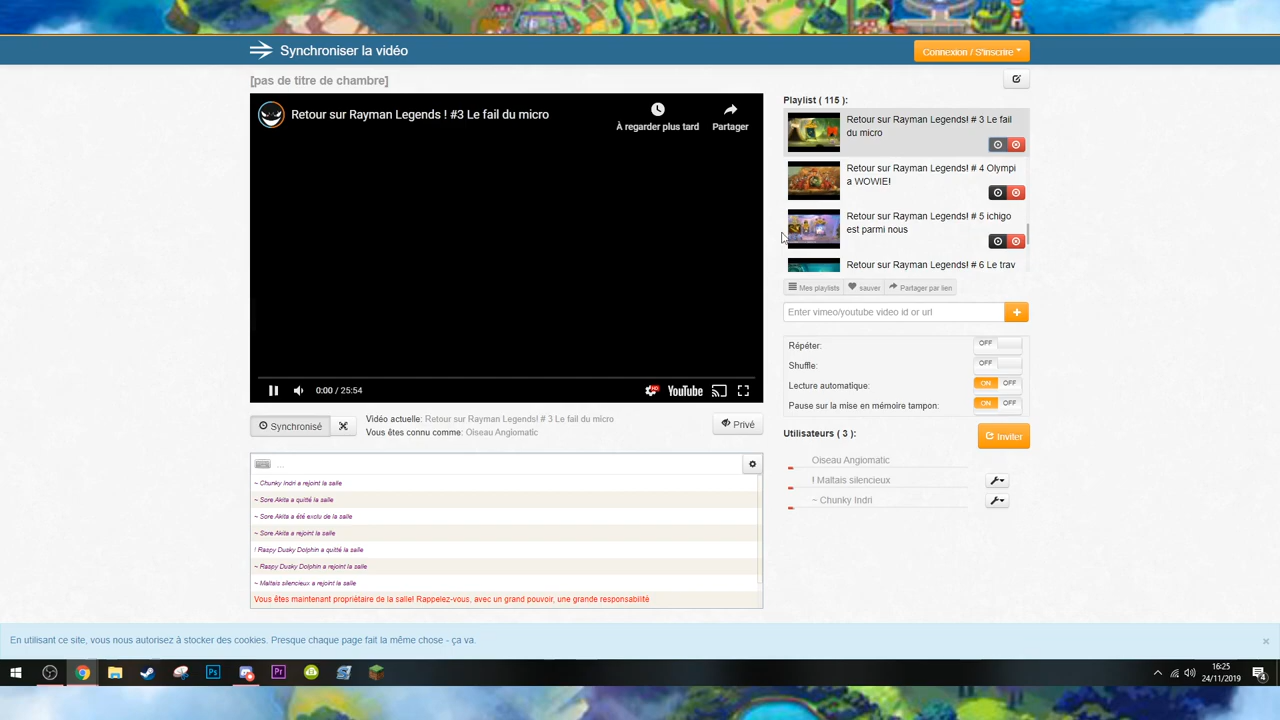 Synchroniser la vidéo
Connexion / S'inscrire
[pas de titre de chambre]
Retour sur Rayman Legends ! #3 Le fail du micro
À regarder plus tard
Partager
0:00 / 25:54
HD
YouTube
Synchronisé
Vidéo actuelle: Retour sur Rayman Legends! # 3 Le fail du micro
Vous êtes connu comme: Oiseau Angiomatic
Privé
...
~ Chunky Indri a rejoint la salle
~ Sore Akita a quitté la salle
~ Sore Akita a été exclu de la salle
~ Sore Akita a rejoint la salle
! Raspy Dusky Dolphin a quitté la salle
~ Raspy Dusky Dolphin a rejoint la salle
~ Maltais silencieux a rejoint la salle
Vous êtes maintenant propriétaire de la salle! Rappelez-vous, avec un grand pouvoir, une grande responsabilité
Playlist ( 115 ):
Retour sur Rayman Legends! # 3 Le fail
du micro
Retour sur Rayman Legends! # 4 Olympi
a WOWIE!
Retour sur Rayman Legends! # 5 ichigo
est parmi nous
Retour sur Rayman Legends! # 6 Le trav
Mes playlists
sauver
Partager par lien
Enter vimeo/youtube video id or url
Répéter:
OFF
Shuffle:
OFF
Lecture automatique:
ON OFF
Pause sur la mise en mémoire tampon:
ON OFF
Utilisateurs ( 3 ):
Inviter
Oiseau Angiomatic
! Maltais silencieux
~ Chunky Indri
En utilisant ce site, vous nous autorisez à stocker des cookies. Presque chaque page fait la même chose - ça va.
×
Ps
Pr
16:25
24/11/2019
4